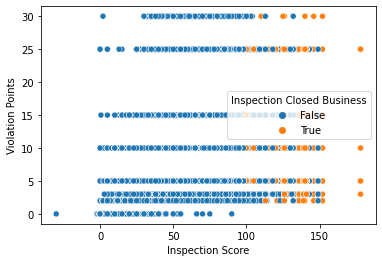 30
25
20
15
10
5
0
Violation Points
Inspection Closed Business
False
True
0
50
100
150
Inspection Score